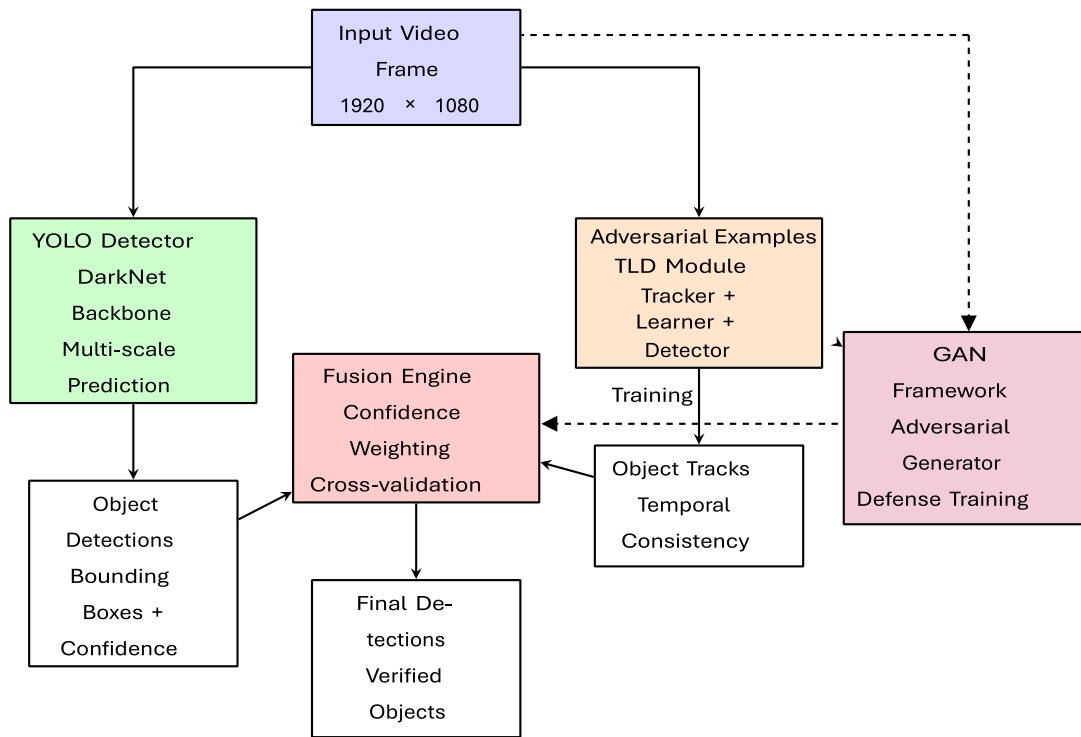 Input Video
Frame
1920 × 1080
YOLO Detector
DarkNet
Backbone
Multi-scale
Prediction
Adversarial Examples
TLD Module
Tracker +
Learner +
Detector
GAN
Framework
Adversarial
Generator
Defense Training
Fusion Engine
Confidence
Weighting
Cross-validation
Training
Object Tracks
Temporal
Consistency
Object
Detections
Bounding
Boxes +
Confidence
Final De-
tections
Verified
Objects